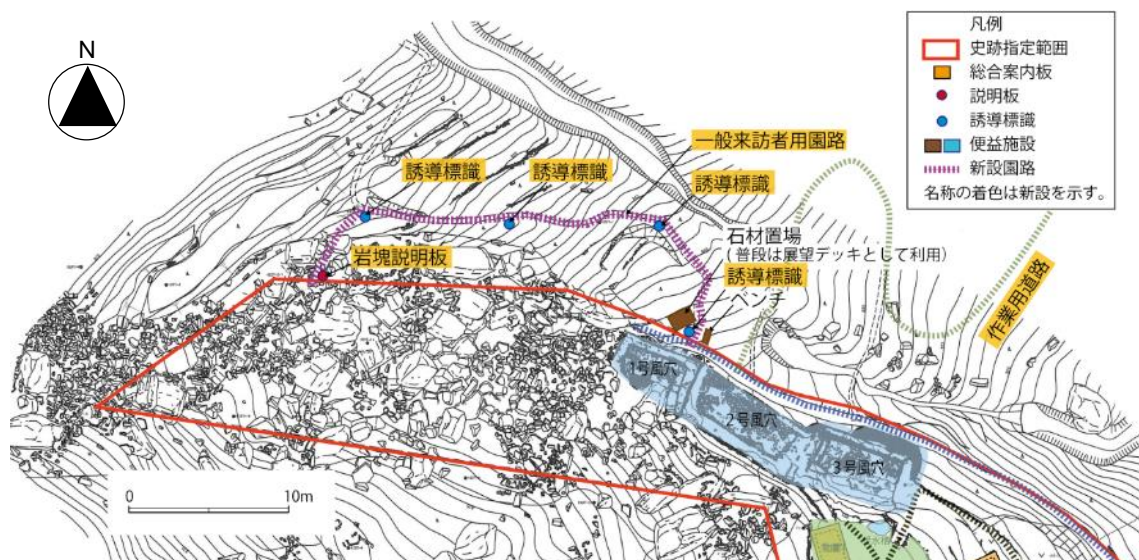 N
凡例
史跡指定範囲
総合案内板
説明板
誘導標識
便益施設
新設園路
名称の着色は新設を示す。
一般来訪者用園路
誘導標識
誘導標識
誘導標識
石材置場
(普段は展望デッキとして利用)
岩塊説明板
誘導標識
ベンチ
作業用道路
1号風穴
2号風穴
3号風穴
0
10m